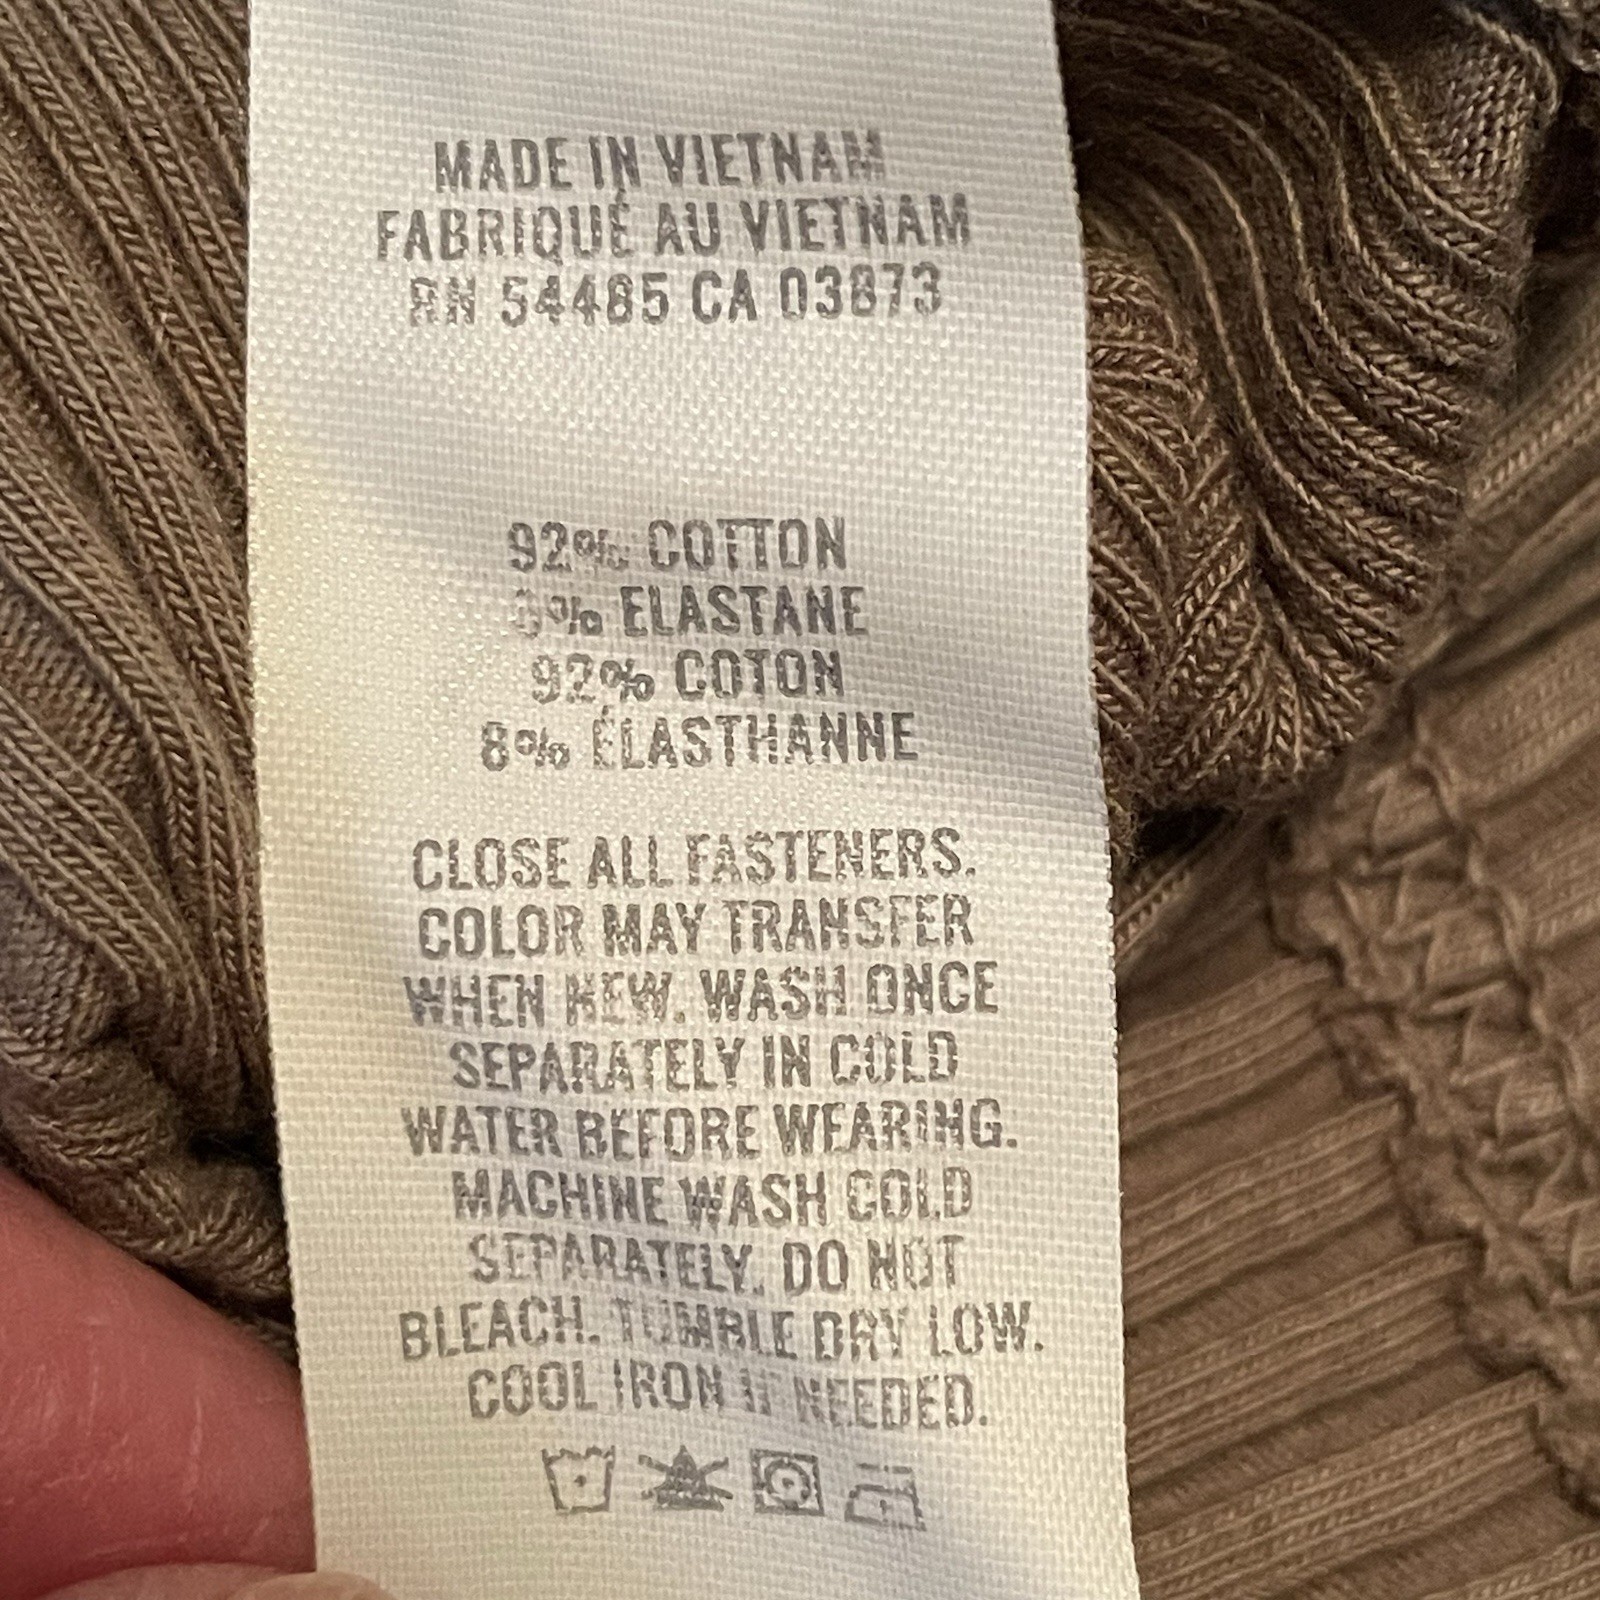 MADE IN VIETNAM
FABRIQUÉ AU VIETNAM
RN 54485 CA 03873
92% COTTON
8% ELASTANE
92% COTON
8% ÉLASTHANNE
CLOSE ALL FASTENERS.
COLOR MAY TRANSFER
WHEN NEW. WASH ONCE
SEPARATELY IN COLD
WATER BEFORE WEARING.
MACHINE WASH COLD
SEPARATELY. DO NOT
BLEACH. TUMBLE DRY LOW.
COOL IRON IF NEEDED.